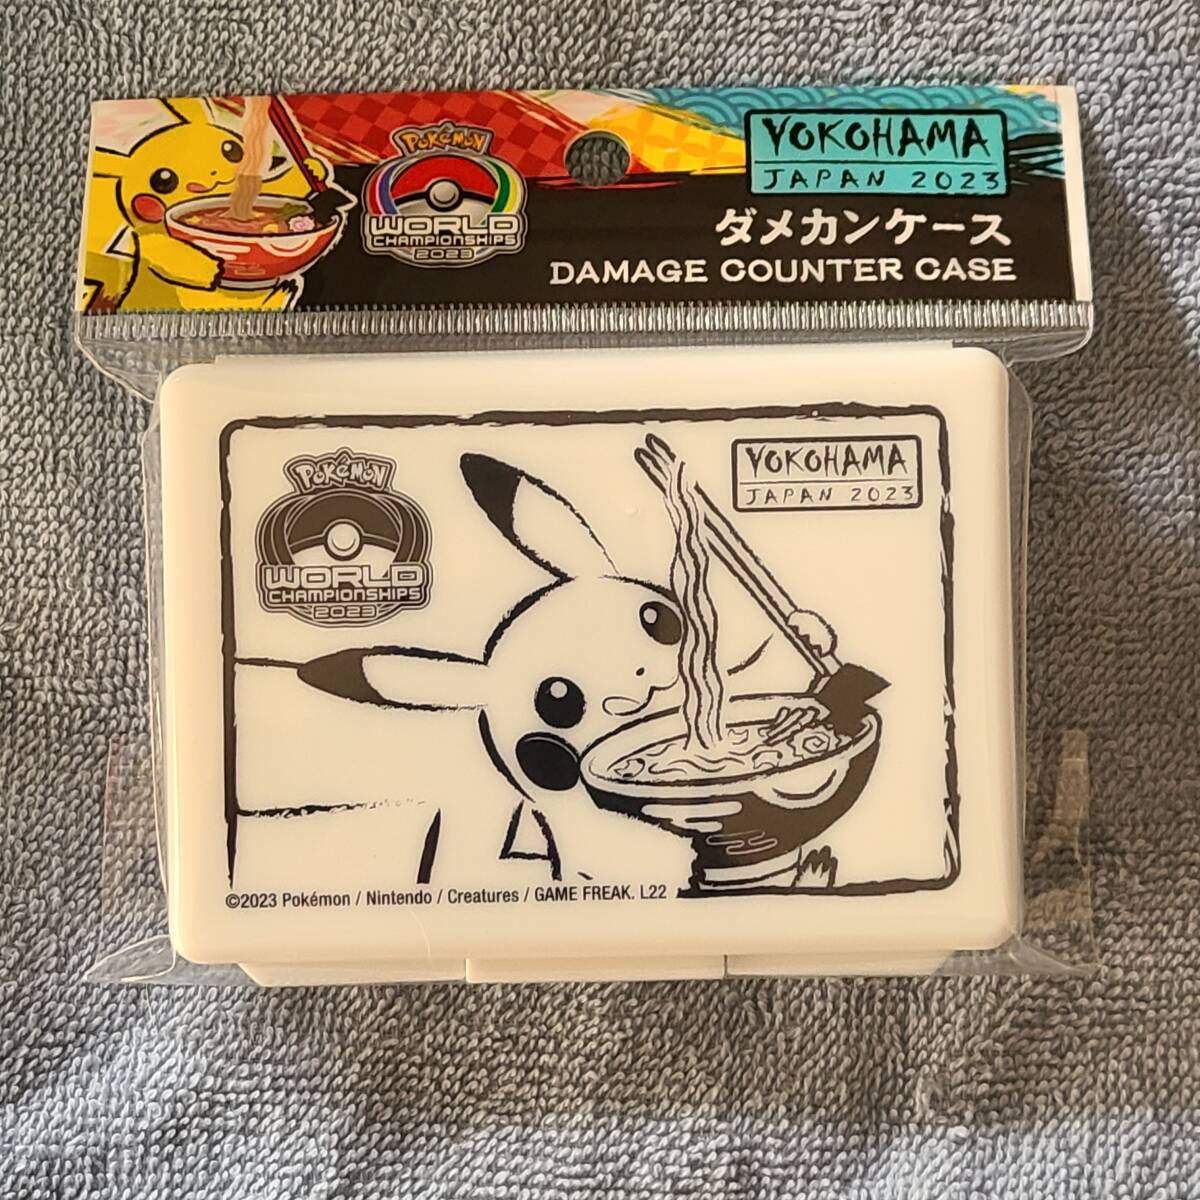 POKéMON
WORLD
CHAMPIONSHIPS
2023
YOKOHAMA
JAPAN 2023
ダメカンケース
DAMAGE COUNTER CASE
POKéMON
WORLD
CHAMPIONSHIPS
2023
YOKOHAMA
JAPAN 2023
©2023 Pokémon / Nintendo / Creatures / GAME FREAK. L22